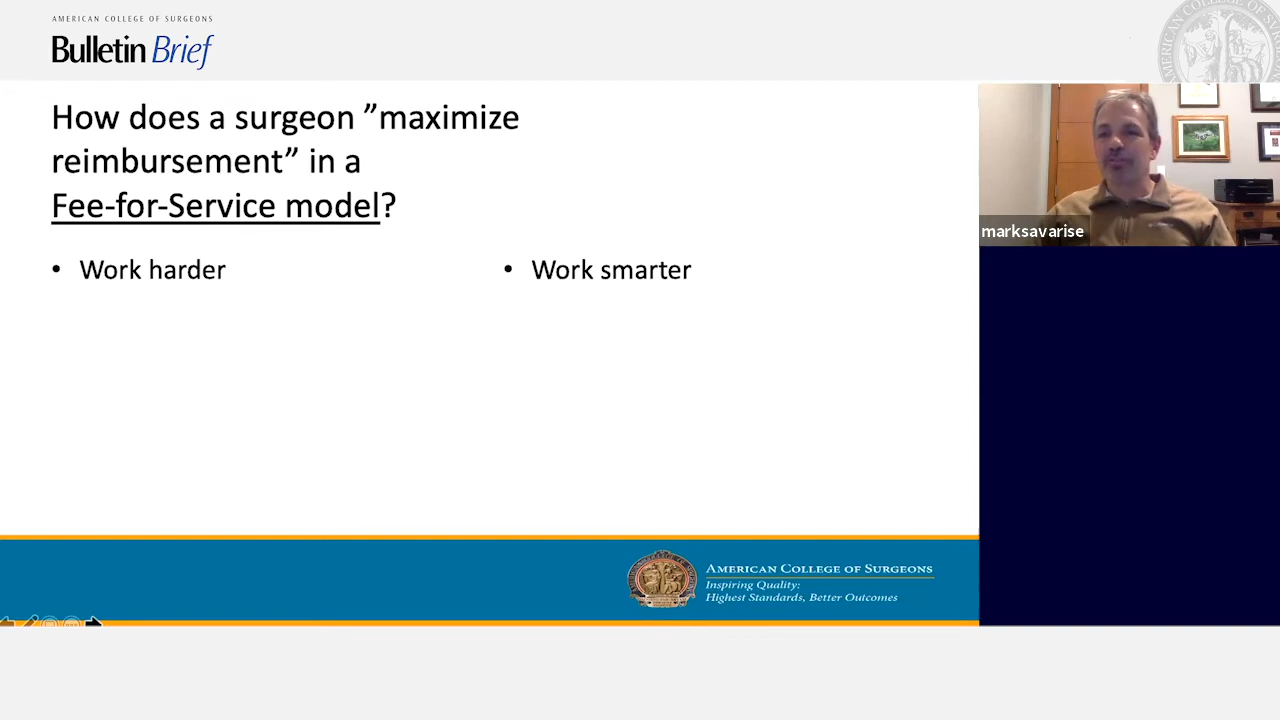 AMERICAN COLLEGE OF SURGEONS
Bulletin Brief
How does a surgeon ”maximize
reimbursement” in a
Fee-for-Service model?
• Work harder
• Work smarter
marksavarise
AMERICAN COLLEGE OF SURGEONS
Inspiring Quality:
Highest Standards, Better Outcomes